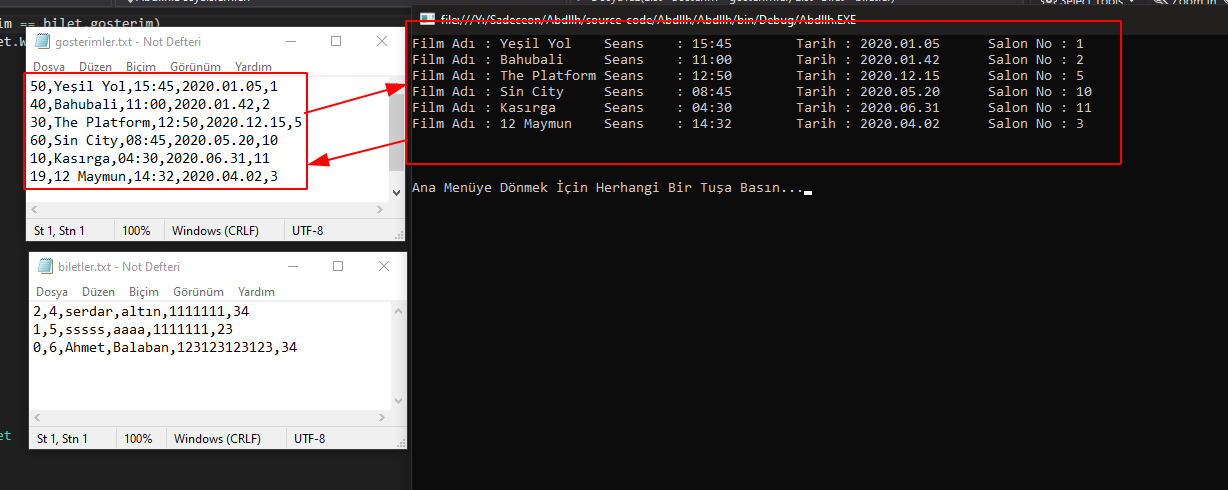 im == bilet.gosterim)
et.W
gosterimler.txt - Not Defteri
Dosya Düzen Biçim Görünüm Yardım
50,Yeşil Yol,15:45,2020.01.05,1
40,Bahubali,11:00,2020.01.42,2
30,The Platform,12:50,2020.12.15,5
60,Sin City,08:45,2020.05.20,10
10,Kasırga,04:30,2020.06.31,11
19,12 Maymun,14:32,2020.04.02,3
St 1, Stn 1 100% Windows (CRLF) UTF-8
biletler.txt - Not Defteri
Dosya Düzen Biçim Görünüm Yardım
2,4,serdar,altın,1111111,34
1,5,sssss,aaaa,1111111,23
0,6,Ahmet,Balaban,123123123123,34
St 1, Stn 1 100% Windows (CRLF) UTF-8
et
file:///Y:/Sadeceon/Abdllh/source-code/Abdllh/Abdllh/bin/Debug/Abdllh.EXE
Film Adı : Yeşil Yol Seans : 15:45 Tarih : 2020.01.05 Salon No : 1
Film Adı : Bahubali Seans : 11:00 Tarih : 2020.01.42 Salon No : 2
Film Adı : The Platform Seans : 12:50 Tarih : 2020.12.15 Salon No : 5
Film Adı : Sin City Seans : 08:45 Tarih : 2020.05.20 Salon No : 10
Film Adı : Kasırga Seans : 04:30 Tarih : 2020.06.31 Salon No : 11
Film Adı : 12 Maymun Seans : 14:32 Tarih : 2020.04.02 Salon No : 3
Ana Menüye Dönmek İçin Herhangi Bir Tuşa Basın...